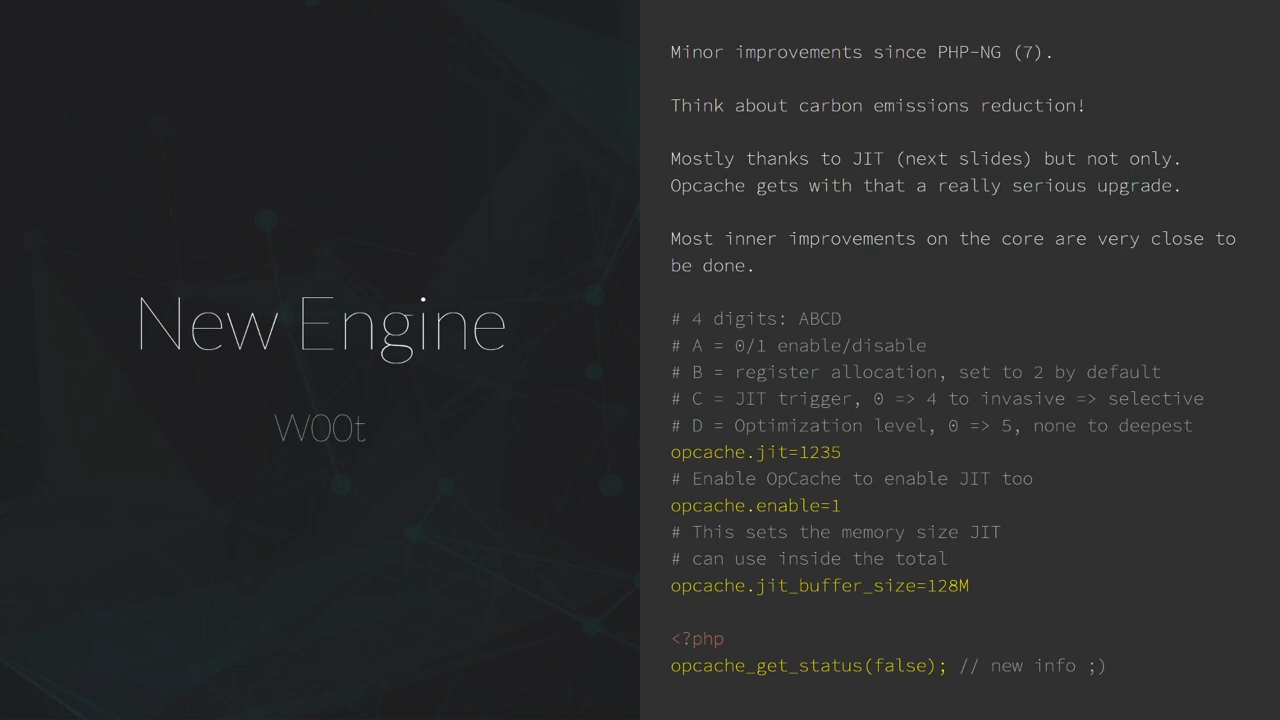 New Engine
W00t
Minor improvements since PHP-NG (7).
Think about carbon emissions reduction!
Mostly thanks to JIT (next slides) but not only.
Opcache gets with that a really serious upgrade.
Most inner improvements on the core are very close to
be done.
# 4 digits: ABCD
# A = 0/1 enable/disable
# B = register allocation, set to 2 by default
# C = JIT trigger, 0 => 4 to invasive => selective
# D = Optimization level, 0 => 5, none to deepest
opcache.jit=1235
# Enable OpCache to enable JIT too
opcache.enable=1
# This sets the memory size JIT
# can use inside the total
opcache.jit_buffer_size=128M
<?php
opcache_get_status(false); // new info ;)